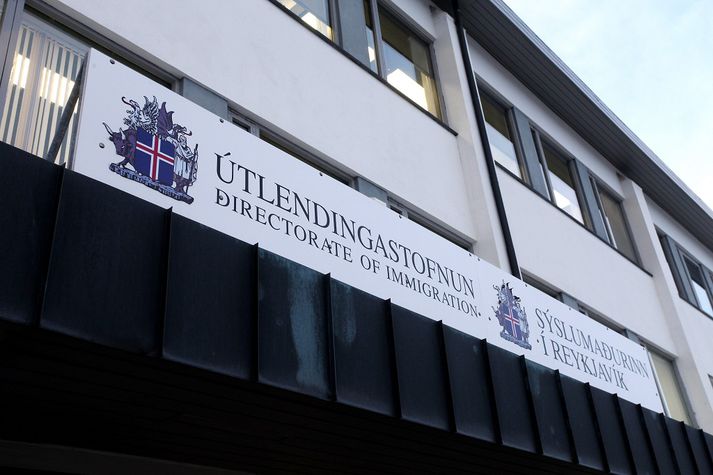 ÚTLENDINGASTOFNUN
DIRECTORATE OF IMMIGRATION
SÝSLUMAÐURINN
Í REYKJAVÍK